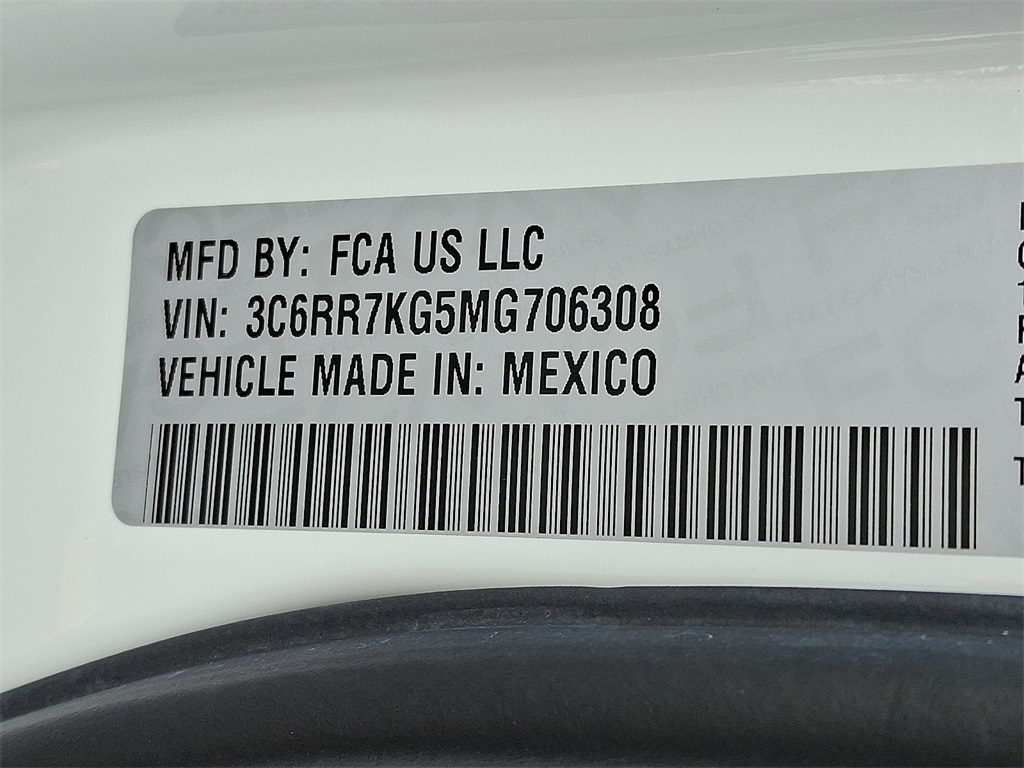 MFD BY: FCA US LLC
VIN: 3C6RR7KG5MG706308
VEHICLE MADE IN: MEXICO